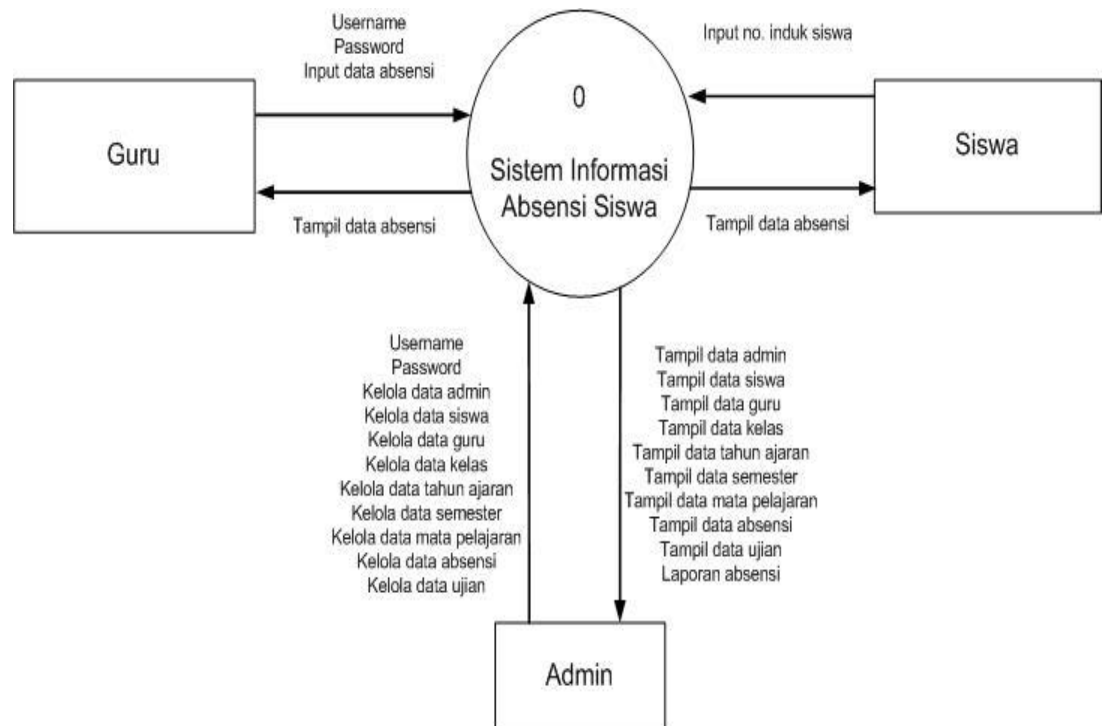 Username
Password
Input data absensi
Guru
Tampil data absensi
0
Sistem Informasi
Absensi Siswa
Input no. induk siswa
Siswa
Tampil data absensi
Username
Password
Kelola data admin
Kelola data siswa
Kelola data guru
Kelola data kelas
Kelola data tahun ajaran
Kelola data semester
Kelola data mata pelajaran
Kelola data absensi
Kelola data ujian
Tampil data admin
Tampil data siswa
Tampil data guru
Tampil data kelas
Tampil data tahun ajaran
Tampil data semester
Tampil data mata pelajaran
Tampil data absensi
Tampil data ujian
Laporan absensi
Admin